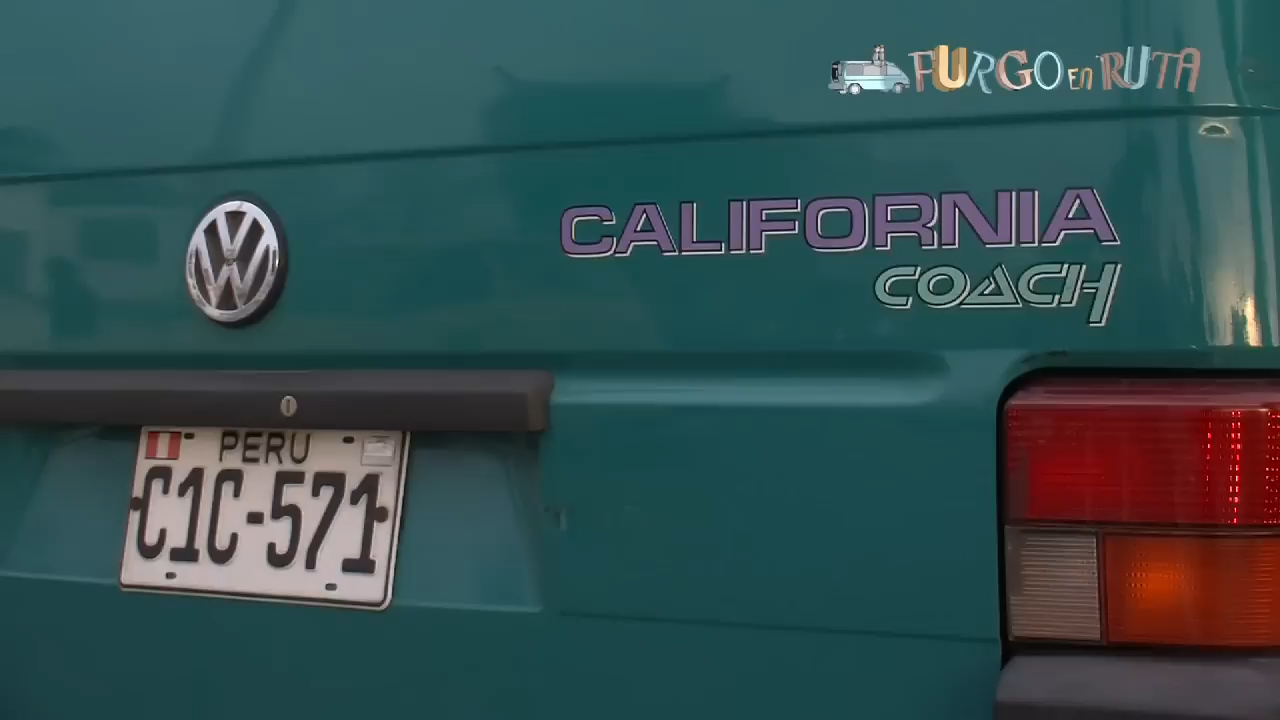 FURGO EN RUTA
CALIFORNIA
COACH
PERU
C1C-571